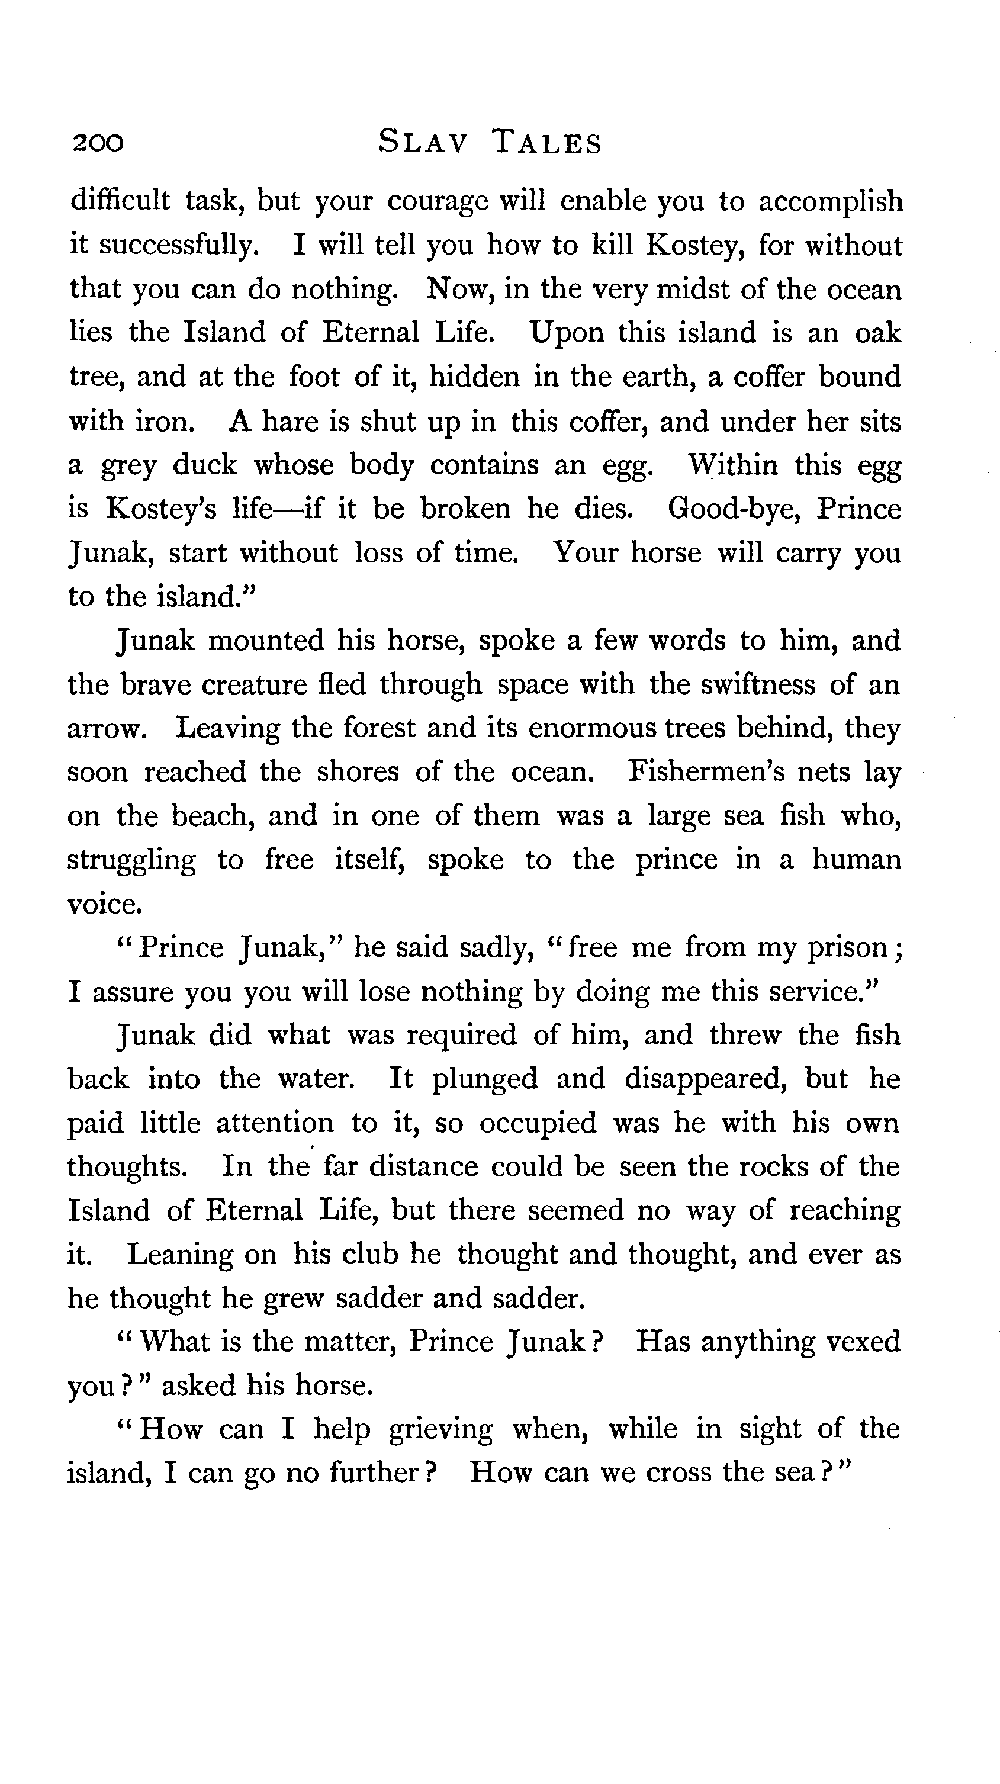 200 SLAV TALES
difficult task, but your courage will enable you to accomplish
it successfully. I will tell you how to kill Kostey, for without
that you can do nothing. Now, in the very midst of the ocean
lies the Island of Eternal Life. Upon this island is an oak
tree, and at the foot of it, hidden in the earth, a coffer bound
with iron. A hare is shut up in this coffer, and under her sits
a grey duck whose body contains an egg. Within this egg
is Kostey's life—if it be broken he dies. Good-bye, Prince
Junak, start without loss of time. Your horse will carry you
to the island."
Junak mounted his horse, spoke a few words to him, and
the brave creature fled through space with the swiftness of an
arrow. Leaving the forest and its enormous trees behind, they
soon reached the shores of the ocean. Fishermen's nets lay
on the beach, and in one of them was a large sea fish who,
struggling to free itself, spoke to the prince in a human
voice.
"Prince Junak," he said sadly, "free me from my prison;
I assure you you will lose nothing by doing me this service."
Junak did what was required of him, and threw the fish
back into the water. It plunged and disappeared, but he
paid little attention to it, so occupied was he with his own
thoughts. In the far distance could be seen the rocks of the
Island of Eternal Life, but there seemed no way of reaching
it. Leaning on his club he thought and thought, and ever as
he thought he grew sadder and sadder.
"What is the matter, Prince Junak? Has anything vexed
you?" asked his horse.
"How can I help grieving when, while in sight of the
island, I can go no further? How can we cross the sea?"